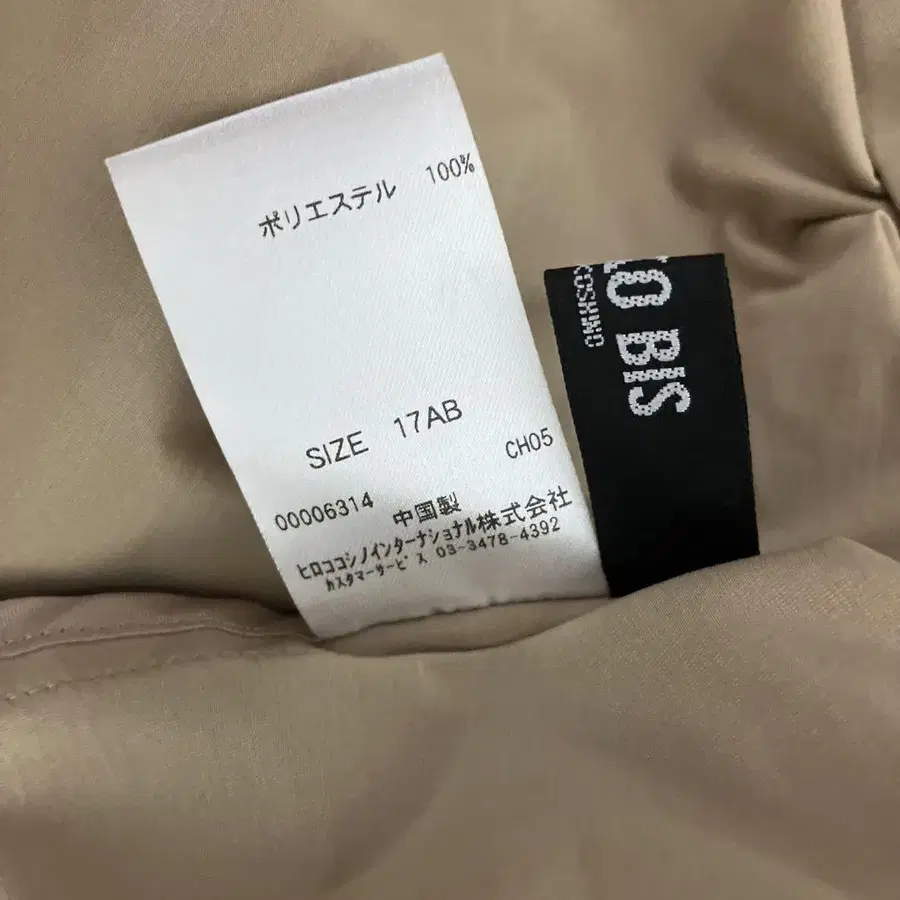 ポリエステル 100%
SIZE 17AB
CH05
00006314 中国製
ヒロココシノインターナショナル株式会社
カスタマーサービス 03-3478-4392
KO BIS
KOSHINO